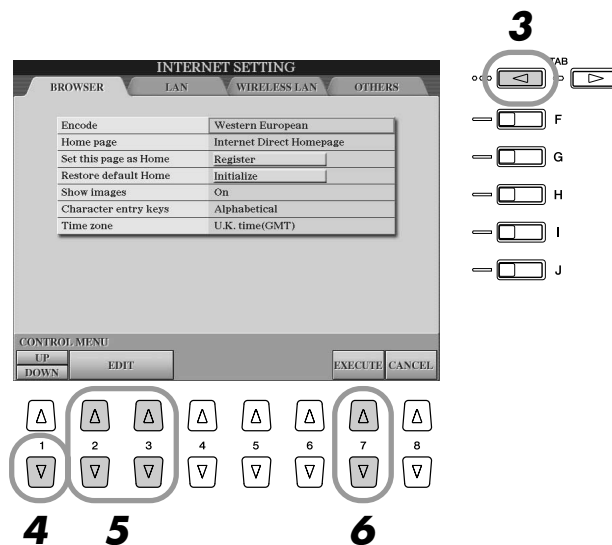 3
INTERNET SETTING
TAB
BROWSER LAN WIRELESS LAN OTHERS
Encode Western European
Home page Internet Direct Homepage
Set this page as Home Register
Restore default Home Initialize
Show images On
Character entry keys Alphabetical
Time zone U.K. time(GMT)
F
G
H
I
J
CONTROL MENU
UP
DOWN
EDIT
EXECUTE
CANCEL
1 2 3 4 5 6 7 8
4 5 6